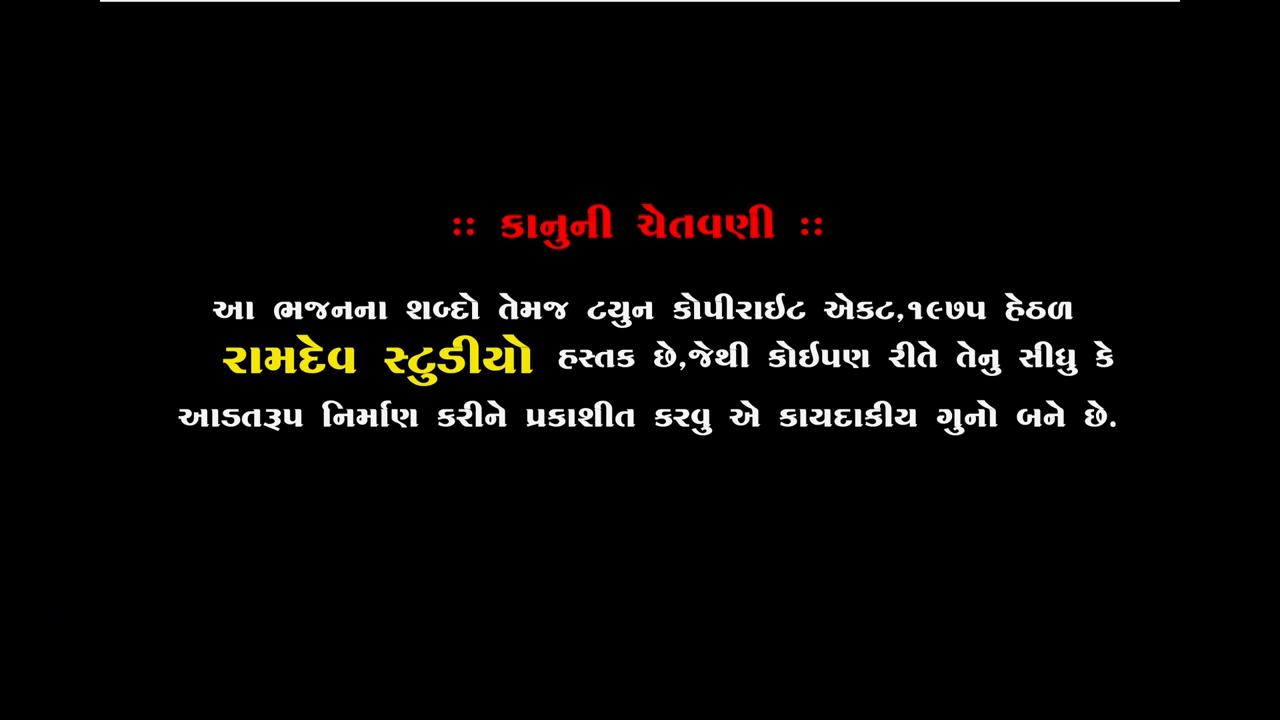 :: કાનુની ચેતવણી ::
આ ભજનના શબ્દો તેમજ ટયુન કોપીરાઈટ એકટ,૧૯૭૫ હેઠળ
રામદેવ સ્ટુડીયો હસ્તક છે,જેથી કોઈપણ રીતે તેનુ સીધુ કે
આડતરૂપ નિર્માણ કરીને પ્રકાશીત કરવુ એ કાયદાકીય ગુનો બને છે.